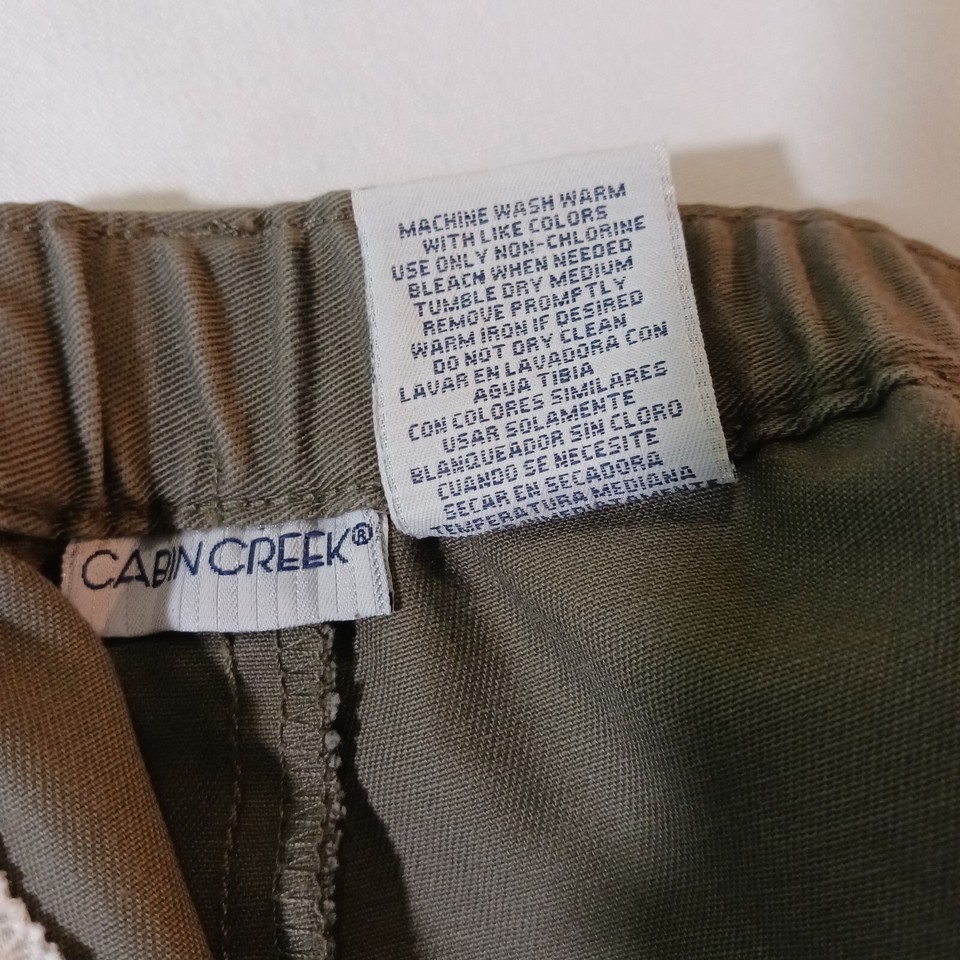 MACHINE WASH WARM
WITH LIKE COLORS
USE ONLY NON-CHLORINE
BLEACH WHEN NEEDED
TUMBLE DRY MEDIUM
REMOVE PROMPTLY
WARM IRON IF DESIRED
DO NOT DRY CLEAN
LAVAR EN LAVADORA CON
AGUA TIBIA
CON COLORES SIMILARES
USAR SOLAMENTE
BLANQUEADOR SIN CLORO
CUANDO SE NECESITE
SECAR EN SECADORA
TEMPERATURA MEDIANA
CABIN CREEK®